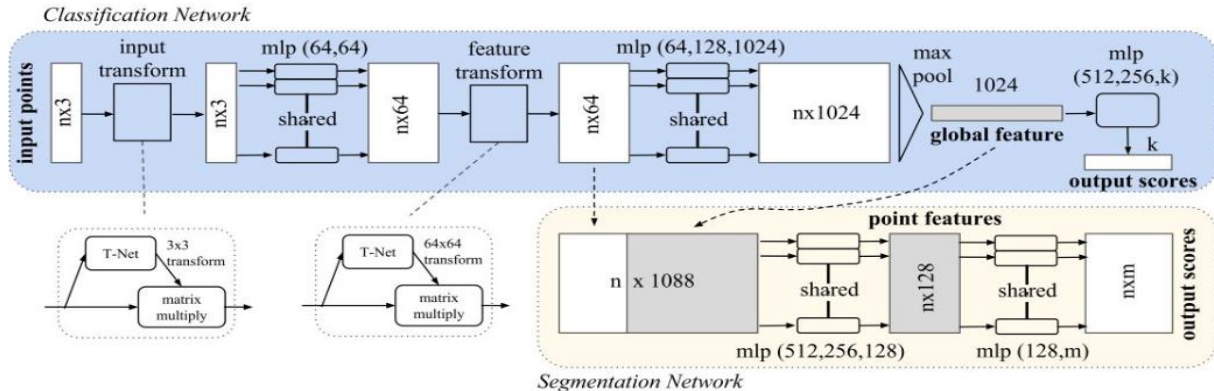 Classification Network
input points
nx3
input
transform
nx3
mlp (64,64)
shared
nx64
feature
transform
nx64
mlp (64,128,1024)
shared
nx1024
max
pool
1024
global feature
mlp
(512,256,k)
k
output scores
T-Net
3x3
transform
matrix
multiply
T-Net
64x64
transform
matrix
multiply
point features
n x 1088
shared
mlp (512,256,128)
nx128
shared
mlp (128,m)
nxm
output scores
Segmentation Network